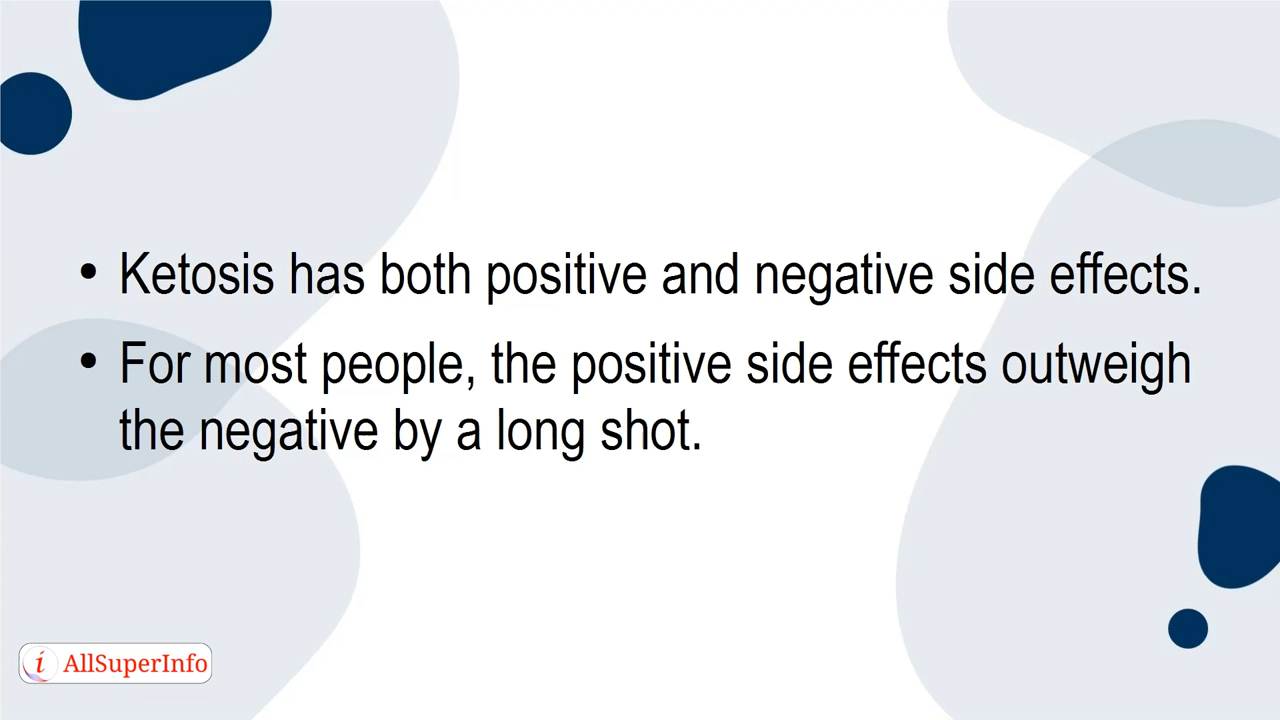 • Ketosis has both positive and negative side effects.
• For most people, the positive side effects outweigh
the negative by a long shot.
i AllSuperInfo